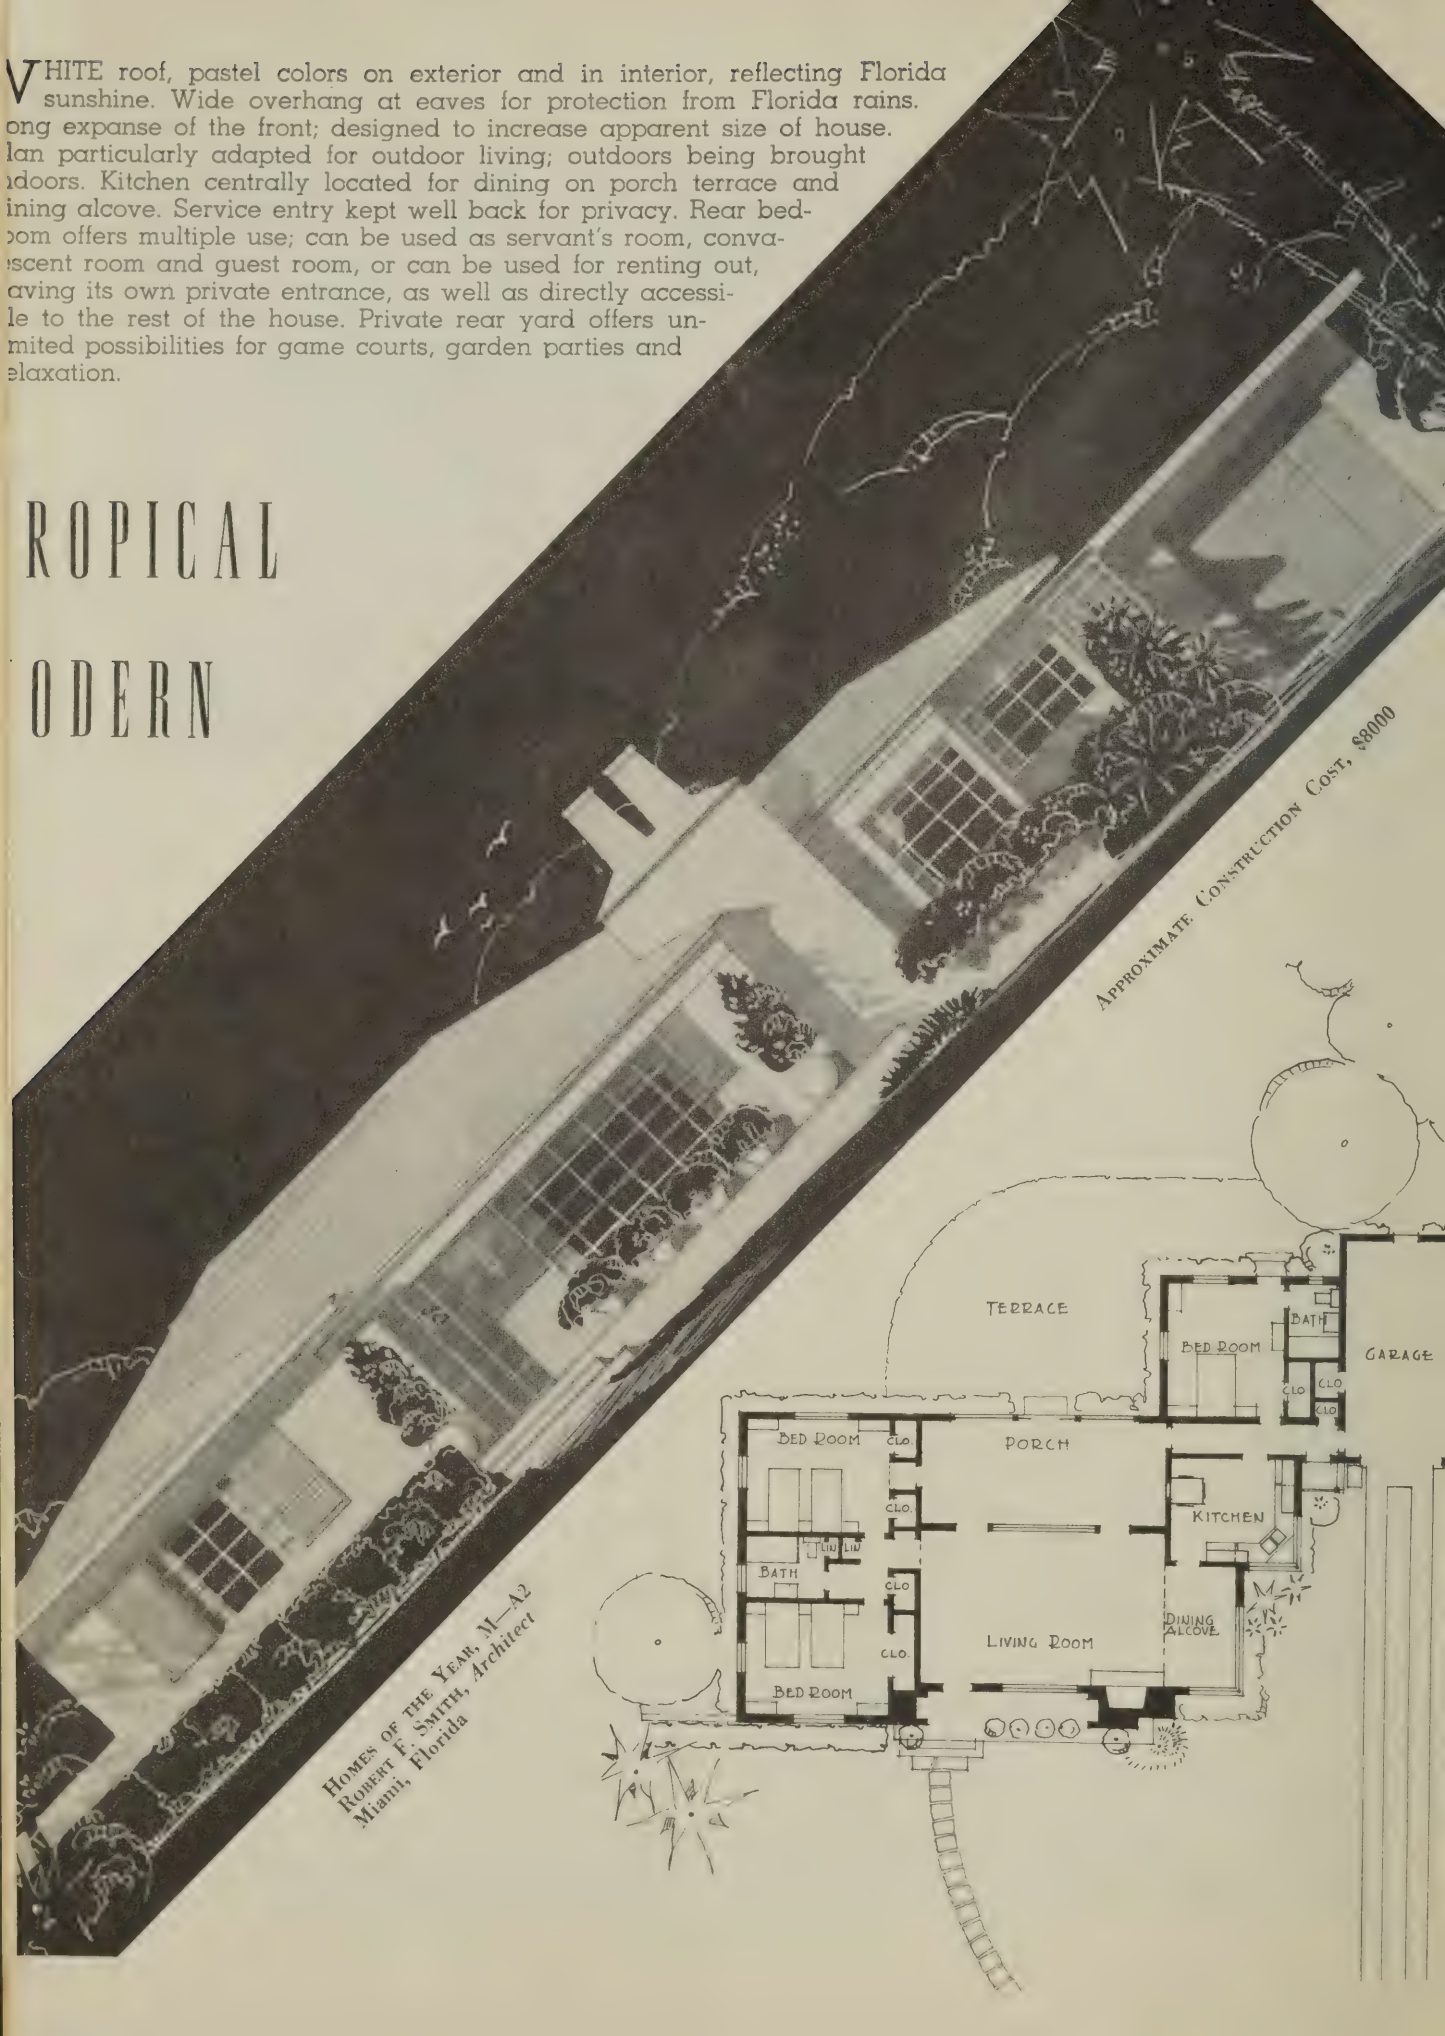 WHITE roof, pastel colors on exterior and in interior, reflecting Florida
sunshine. Wide overhang at eaves for protection from Florida rains.
ong expanse of the front; designed to increase apparent size of house.
lan particularly adapted for outdoor living; outdoors being brought
doors. Kitchen centrally located for dining on porch terrace and
ining alcove. Service entry kept well back for privacy. Rear bed-
oom offers multiple use; can be used as servant's room, conva-
escent room and guest room, or can be used for renting out,
aving its own private entrance, as well as directly accessi-
le to the rest of the house. Private rear yard offers un-
mited possibilities for game courts, garden parties and
elaxation.
ROPICAL
ODERN
APPROXIMATE CONSTRUCTION COST, $8000
HOMES OF THE YEAR, M—A2
ROBERT F. SMITH, Architect
Miami, Florida
TERRACE
BED ROOM
BATH
GARAGE
CLO
CLO
CLO
BED ROOM
CLO.
PORCH
CLO.
KITCHEN
LIN
LIN
BATH
CLO
DINING
ALCOVE
LIVING ROOM
CLO.
BED ROOM